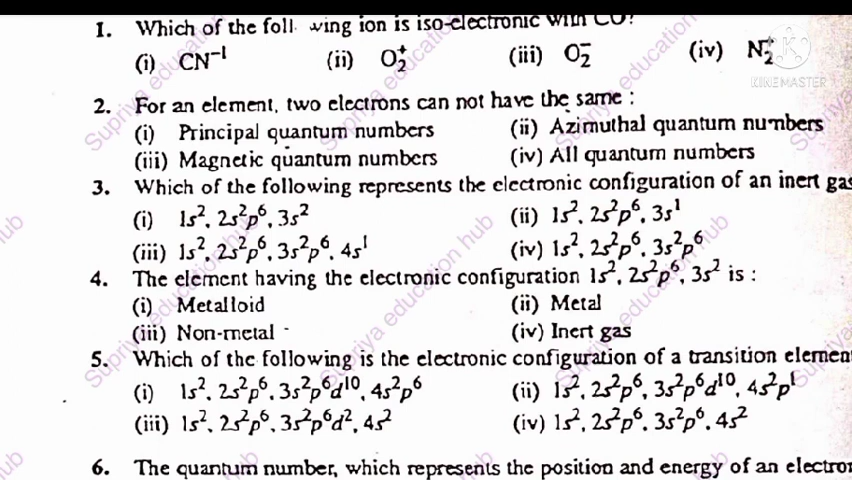 1. Which of the foll wing ion is iso-electronic with CO?
(i) CN⁻¹ (ii) O₂⁺ (iii) O₂⁻ (iv) N₂⁺
KINEMASTER
2. For an element, two electrons can not have the same :
(i) Principal quantum numbers (ii) Azimuthal quantum numbers
(iii) Magnetic quantum numbers (iv) All quantum numbers
3. Which of the following represents the electronic configuration of an inert gas
(i) 1s², 2s²p⁶, 3s² (ii) 1s², 2s²p⁶, 3s¹
(iii) 1s², 2s²p⁶, 3s²p⁶, 4s¹ (iv) 1s², 2s²p⁶, 3s²p⁶
4. The element having the electronic configuration 1s², 2s²p⁶, 3s² is :
(i) Metalloid (ii) Metal
(iii) Non-metal (iv) Inert gas
5. Which of the following is the electronic configuration of a transition elemen
(i) 1s², 2s²p⁶, 3s²p⁶d¹⁰, 4s²p⁶ (ii) 1s², 2s²p⁶, 3s²p⁶d¹⁰, 4s²p¹
(iii) 1s², 2s²p⁶, 3s²p⁶d², 4s² (iv) 1s², 2s²p⁶, 3s²p⁶, 4s²
6. The quantum number, which represents the position and energy of an electron
Supriya education hub